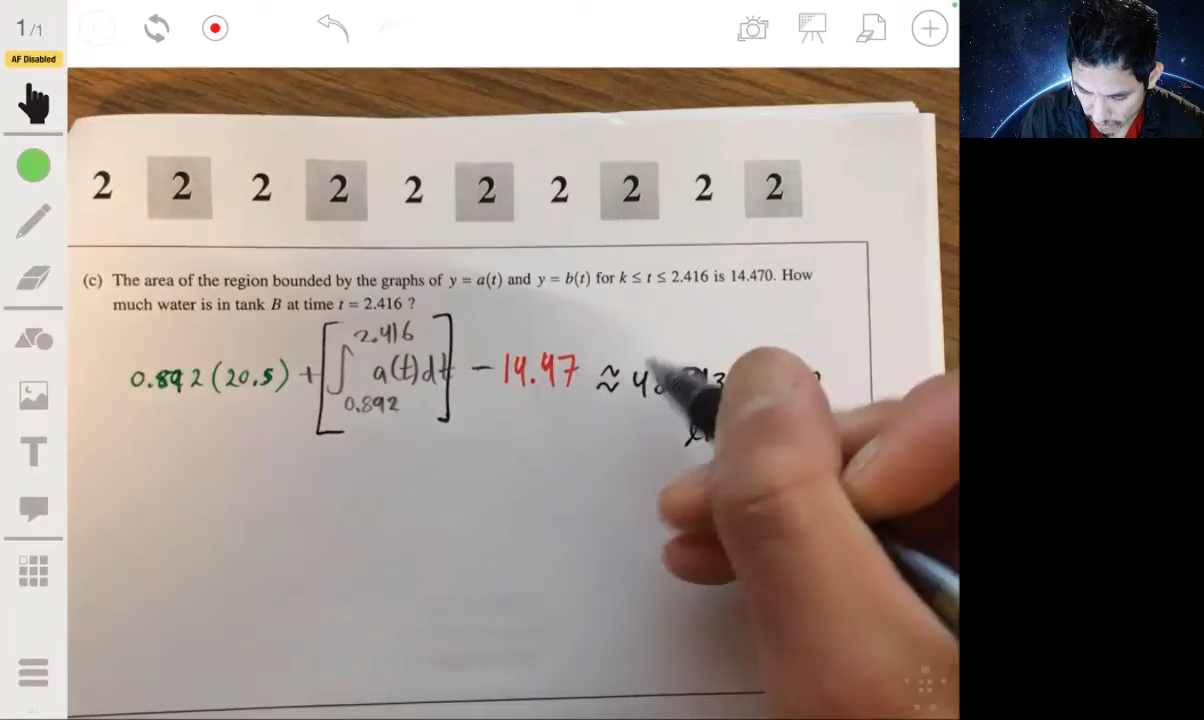 1/1
AF Disabled
2 2 2 2 2 2 2 2 2 2
(c) The area of the region bounded by the graphs of y = a(t) and y = b(t) for k ≤ t ≤ 2.416 is 14.470. How
much water is in tank B at time t = 2.416 ?
0.892(20.5) + [∫ 2.416 0.892 a(t)dt] − 14.47 ≈
T